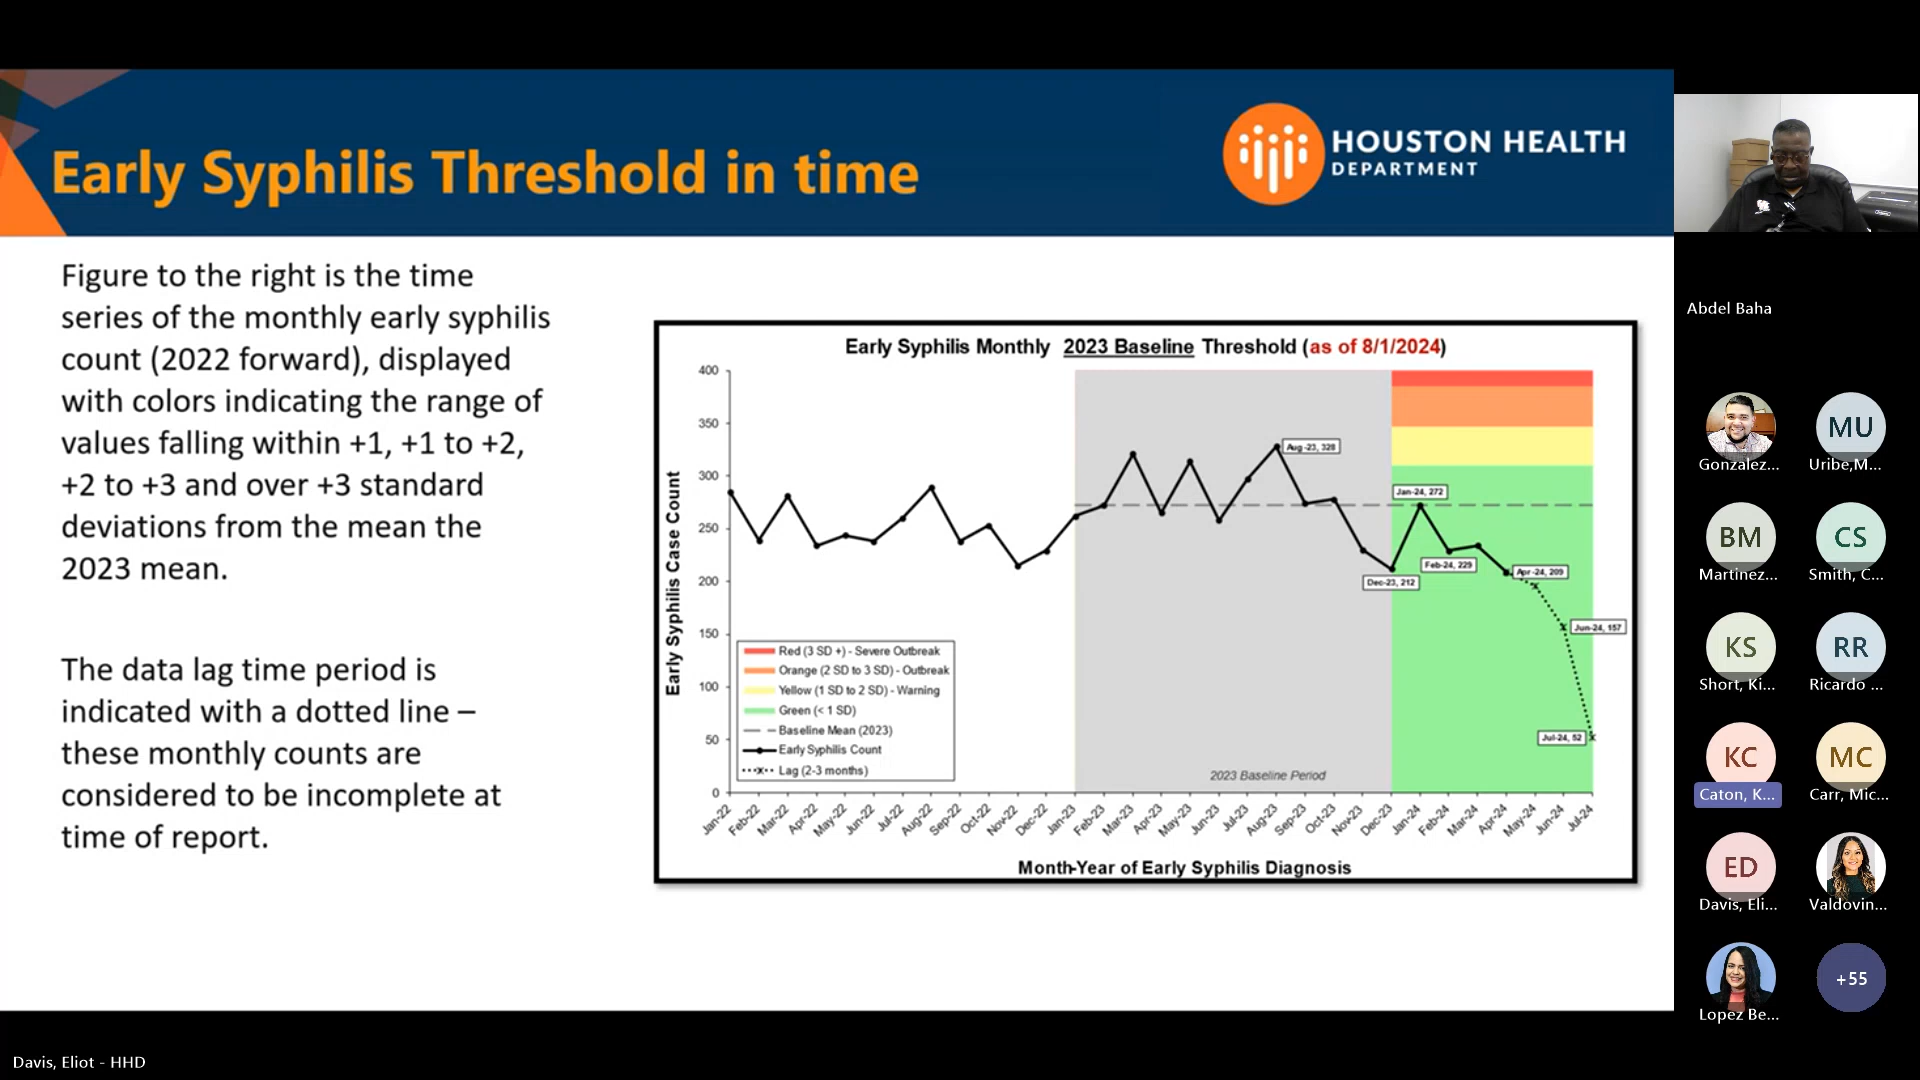 Early Syphilis Threshold in time
HOUSTON HEALTH
DEPARTMENT
Figure to the right is the time
series of the monthly early syphilis
count (2022 forward), displayed
with colors indicating the range of
values falling within +1, +1 to +2,
+2 to +3 and over +3 standard
deviations from the mean the
2023 mean.
The data lag time period is
indicated with a dotted line –
these monthly counts are
considered to be incomplete at
time of report.
Early Syphilis Monthly 2023 Baseline Threshold (as of 8/1/2024)
Early Syphilis Case Count
400
350
300
250
200
150
100
50
0
Aug-23, 328
Jan-24, 272
Feb-24, 229
Dec-23, 212
Apr-24, 209
Jun-24, 157
Jul-24, 52
Red (3 SD +) - Severe Outbreak
Orange (2 SD to 3 SD) - Outbreak
Yellow (1 SD to 2 SD) - Warning
Green (< 1 SD)
Baseline Mean (2023)
Early Syphilis Count
Lag (2-3 months)
2023 Baseline Period
Jan-22
Feb-22
Mar-22
Apr-22
May-22
Jun-22
Jul-22
Aug-22
Sep-22
Oct-22
Nov-22
Dec-22
Jan-23
Feb-23
Mar-23
Apr-23
May-23
Jun-23
Jul-23
Aug-23
Sep-23
Oct-23
Nov-23
Dec-23
Jan-24
Feb-24
Mar-24
Apr-24
May-24
Jun-24
Jul-24
Month-Year of Early Syphilis Diagnosis
Abdel Baha
Gonzalez...
MU
Uribe,M...
BM
Martinez...
CS
Smith, C...
KS
Short, Ki...
RR
Ricardo ...
KC
Caton, K...
MC
Carr, Mic...
ED
Davis, Eli...
Valdovin...
Lopez Be...
+55
Davis, Eliot - HHD